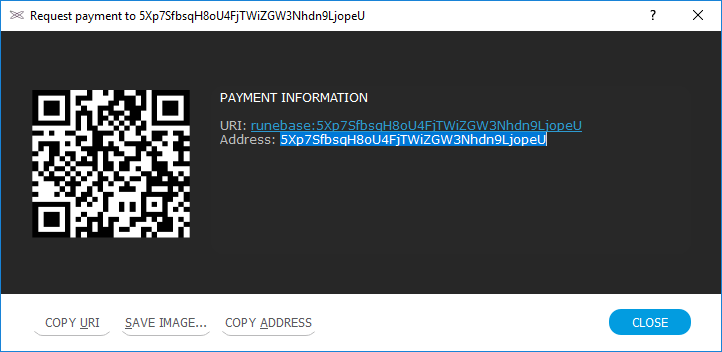 Request payment to 5Xp7SfbsqH8oU4FjTWiZGW3Nhdn9LjopeU
PAYMENT INFORMATION
URI: runebase:5Xp7SfbsqH8oU4FjTWiZGW3Nhdn9LjopeU
Address: 5Xp7SfbsqH8oU4FjTWiZGW3Nhdn9LjopeU
COPY URI
SAVE IMAGE...
COPY ADDRESS
CLOSE